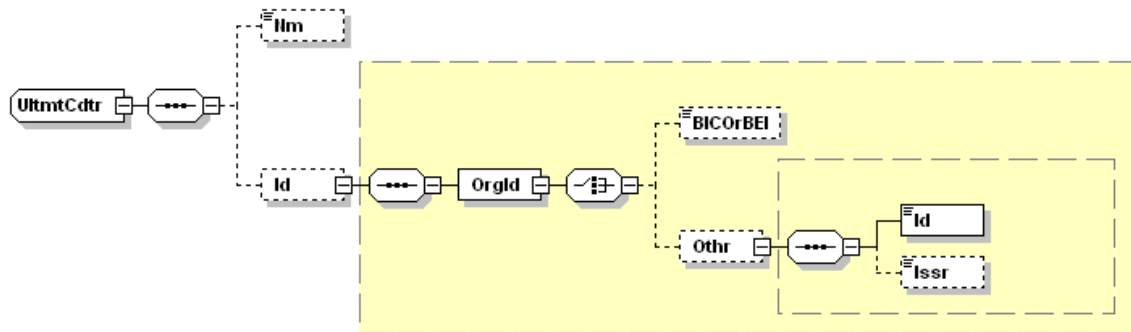 Nm
UltmtCdtr
BICOrBEI
Id
OrgId
Id
Othr
Issr